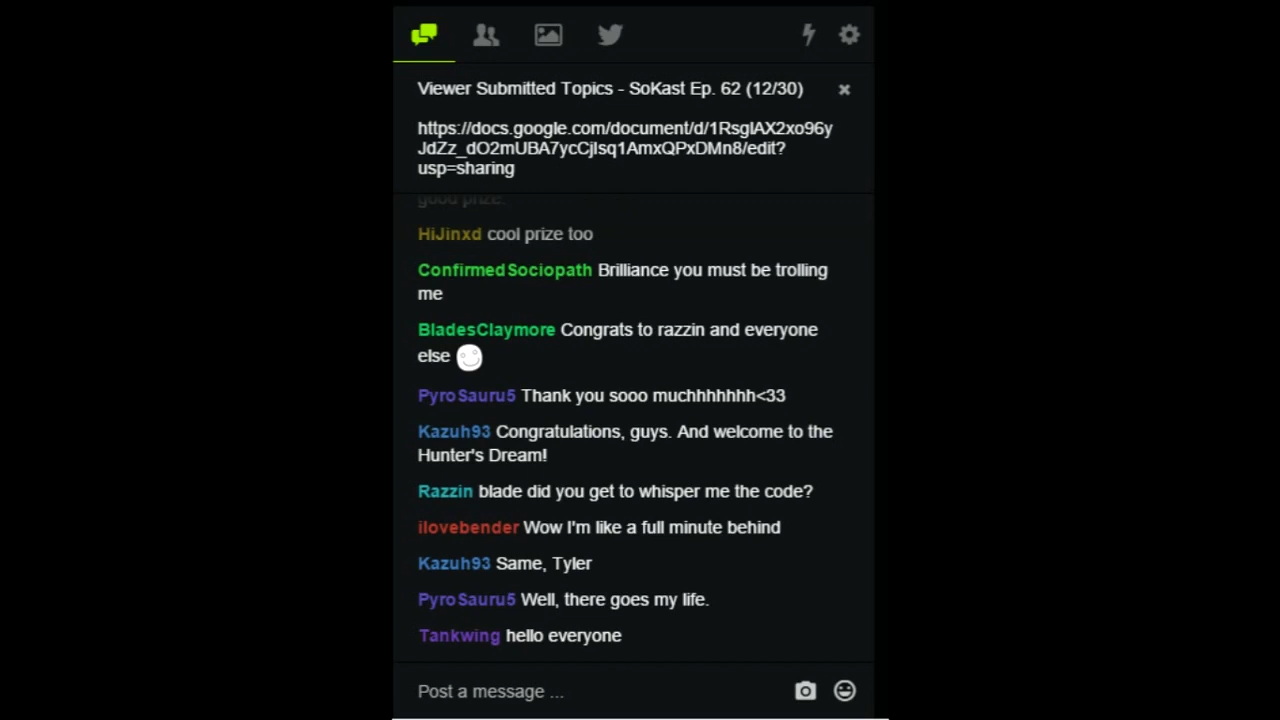 Viewer Submitted Topics - SoKast Ep. 62 (12/30)
https://docs.google.com/document/d/1RsglAX2xo96y
JdZz_dO2mUBA7ycCjlsq1AmxQPxDMn8/edit?
usp=sharing
good prize.
HiJinxd cool prize too
ConfirmedSociopath Brilliance you must be trolling
me
BladesClaymore Congrats to razzin and everyone
else
PyroSauru5 Thank you sooo muchhhhhhh<33
Kazuh93 Congratulations, guys. And welcome to the
Hunter's Dream!
Razzin blade did you get to whisper me the code?
ilovebender Wow I'm like a full minute behind
Kazuh93 Same, Tyler
PyroSauru5 Well, there goes my life.
Tankwing hello everyone
Post a message ...